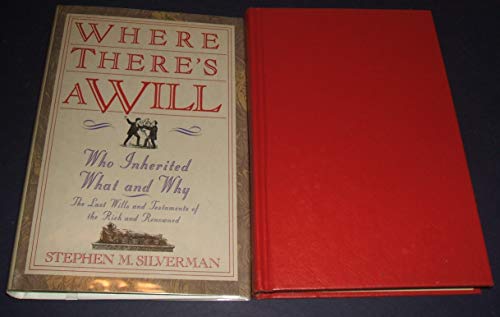 WHERE
THERE'S
A WILL
Who Inherited
What and Why
The Last Wills and Testaments of
the Rich and Renowned
STEPHEN M. SILVERMAN